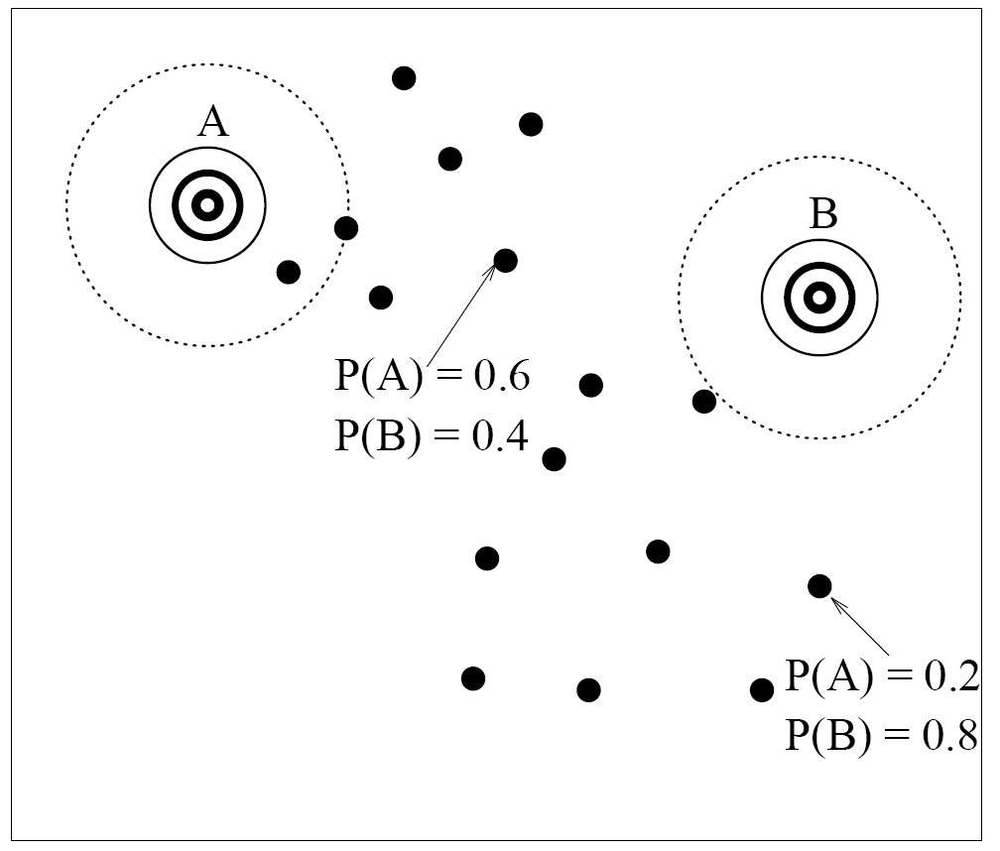 A
B
P(A) = 0.6
P(B) = 0.4
P(A) = 0.2
P(B) = 0.8